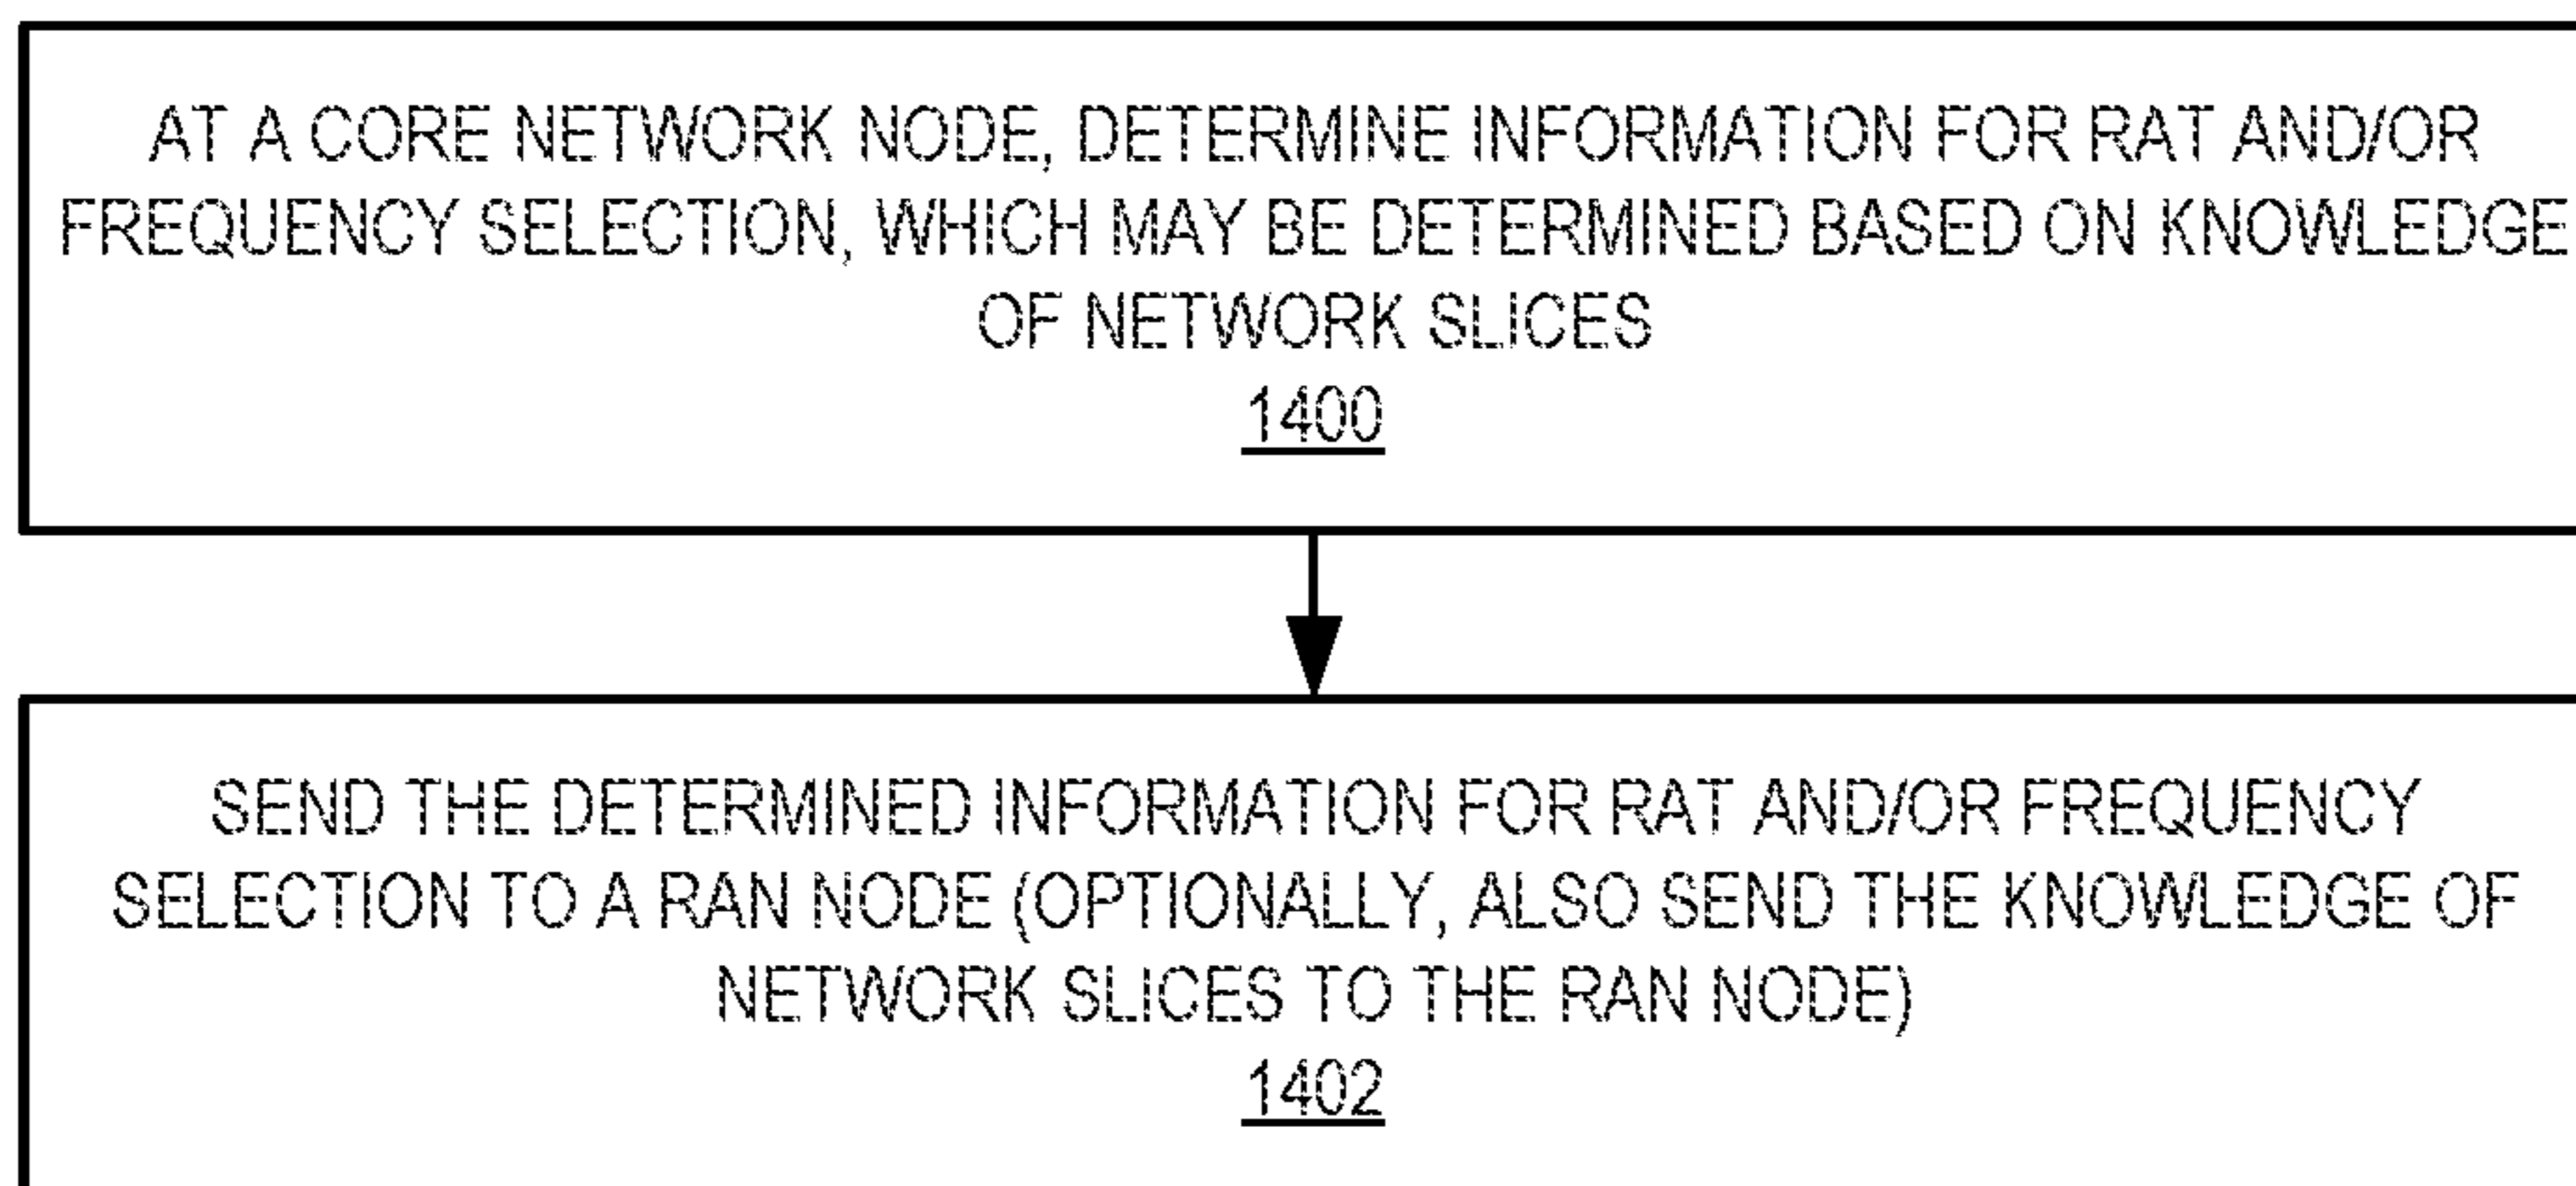 AT A CORE NETWORK NODE, DETERMINE INFORMATION FOR RAT AND/OR
FREQUENCY SELECTION, WHICH MAY BE DETERMINED BASED ON KNOWLEDGE
OF NETWORK SLICES
1400
SEND THE DETERMINED INFORMATION FOR RAT AND/OR FREQUENCY
SELECTION TO A RAN NODE (OPTIONALLY, ALSO SEND THE KNOWLEDGE OF
NETWORK SLICES TO THE RAN NODE)
1402